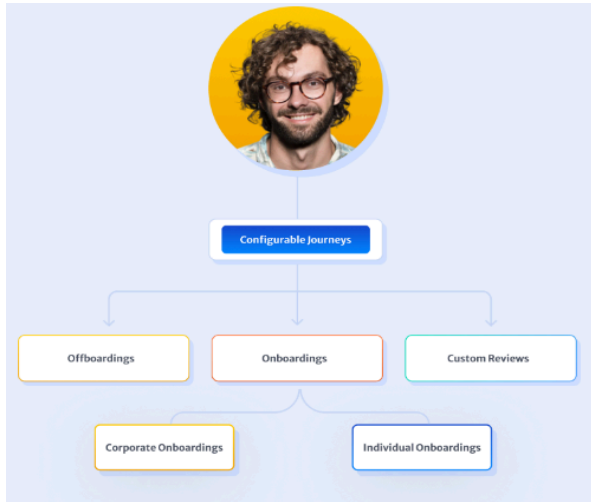 Configurable Journeys
Offboardings
Onboardings
Custom Reviews
Corporate Onboardings
Individual Onboardings